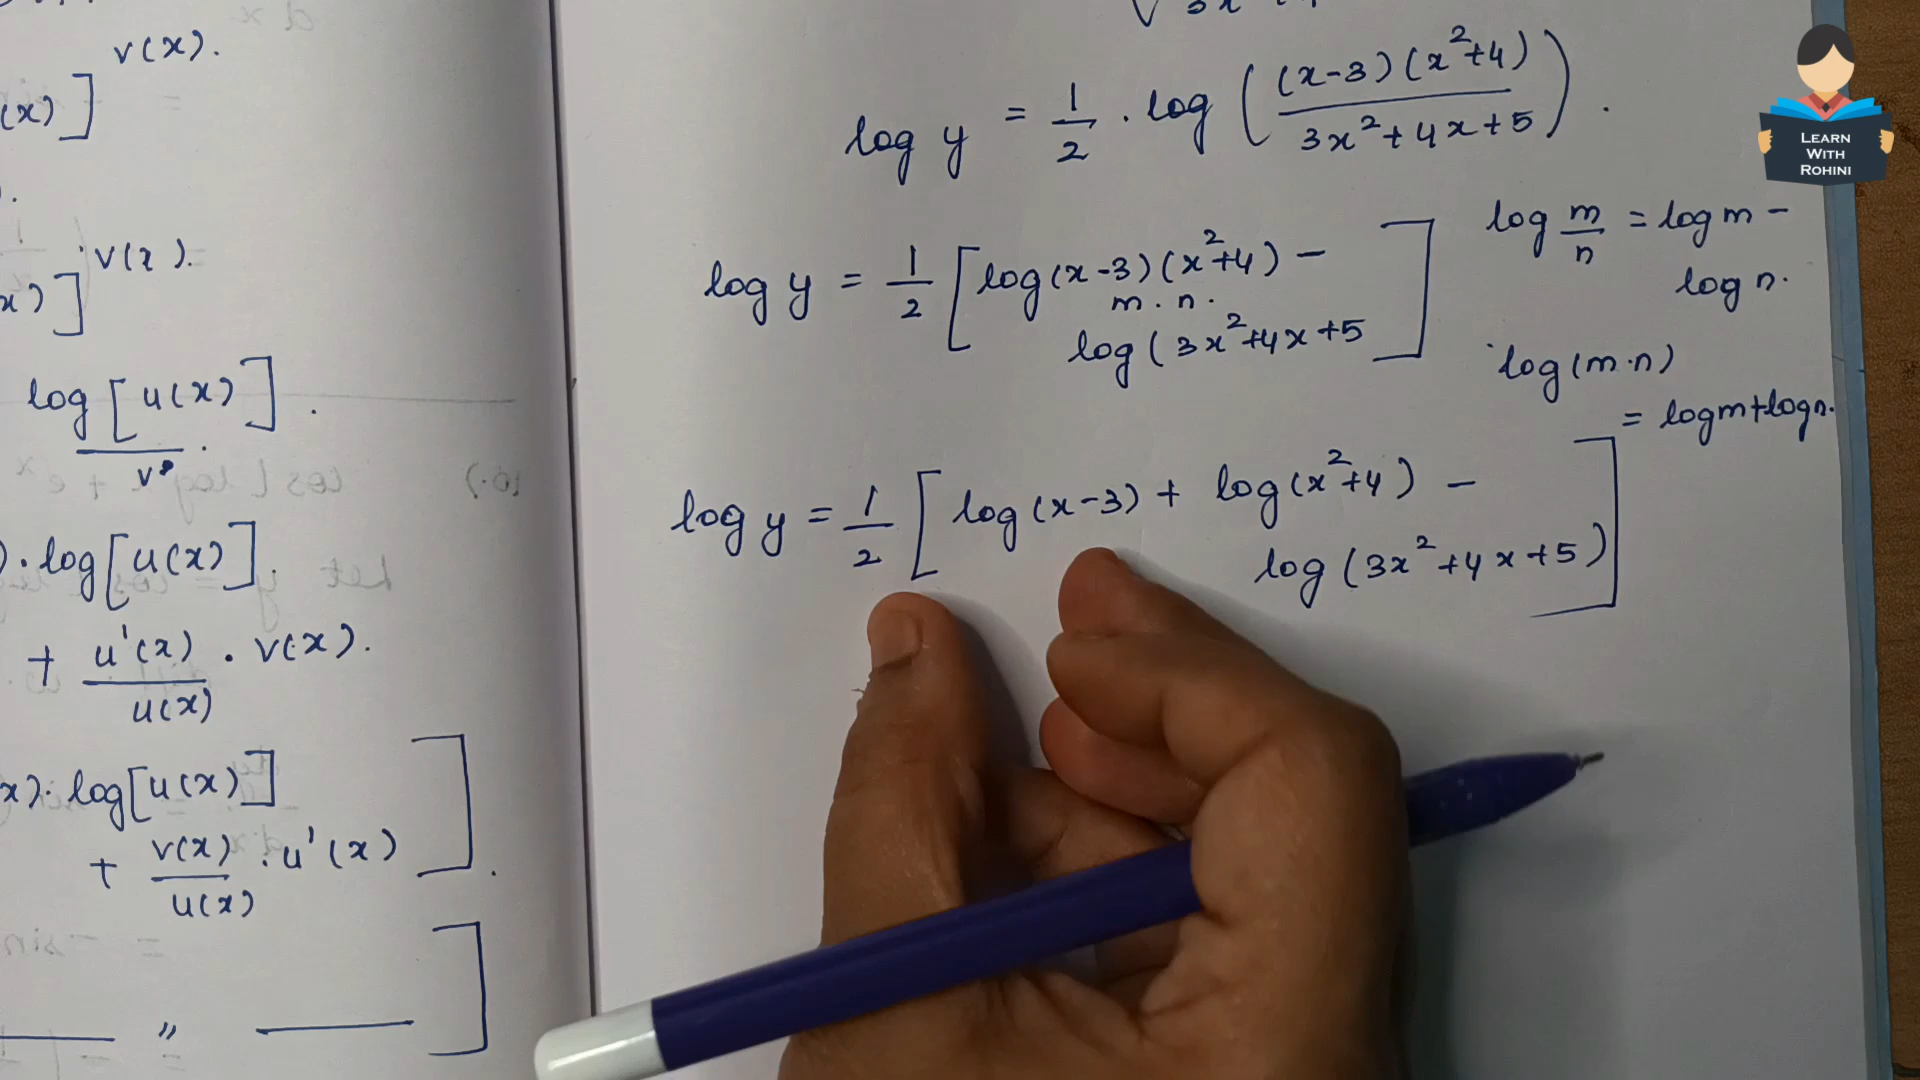 v(x).
(x)]
v(x).
x)]
log [u(x)] .
v
). log[u(x)].
+ u'(x)/u(x) . v(x).
x). log[u(x)] ]
+ v(x)/u(x) . u'(x) ] .
—— " —— ]
log y = 1/2 . log ( (x-3)(x²+4) / 3x²+4x+5 ) .
log y = 1/2 [ log(x-3)(x²+4) -
m . n .
log(3x²+4x+5 ]
log m/n = log m -
log n.
log(m.n)
= logm+logn.
log y = 1/2 [ log(x-3) + log(x²+4) -
log(3x²+4x+5) ]
LEARN
WITH
ROHINI